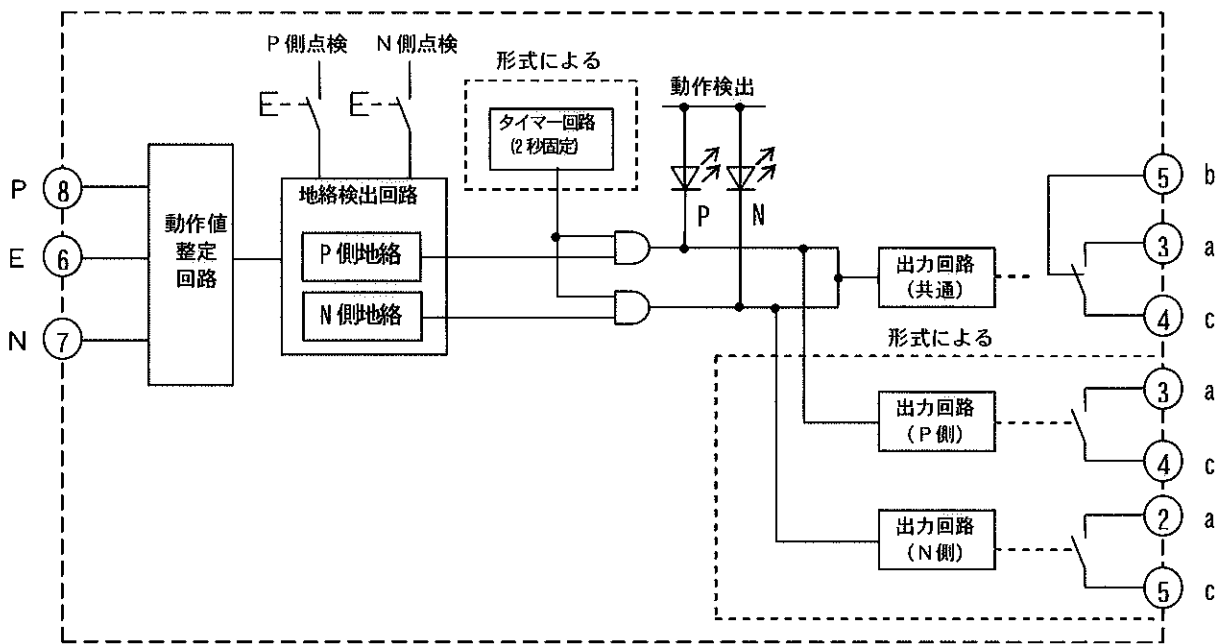 P側点検
N側点検
形式による
動作検出
タイマー回路
(2秒固定)
P
8
E
6
N
7
動作値
整定
回路
地絡検出回路
P側地絡
N側地絡
P
N
出力回路
(共通)
5
b
3
a
4
c
形式による
出力回路
(P側)
3
a
4
c
出力回路
(N側)
2
a
5
c